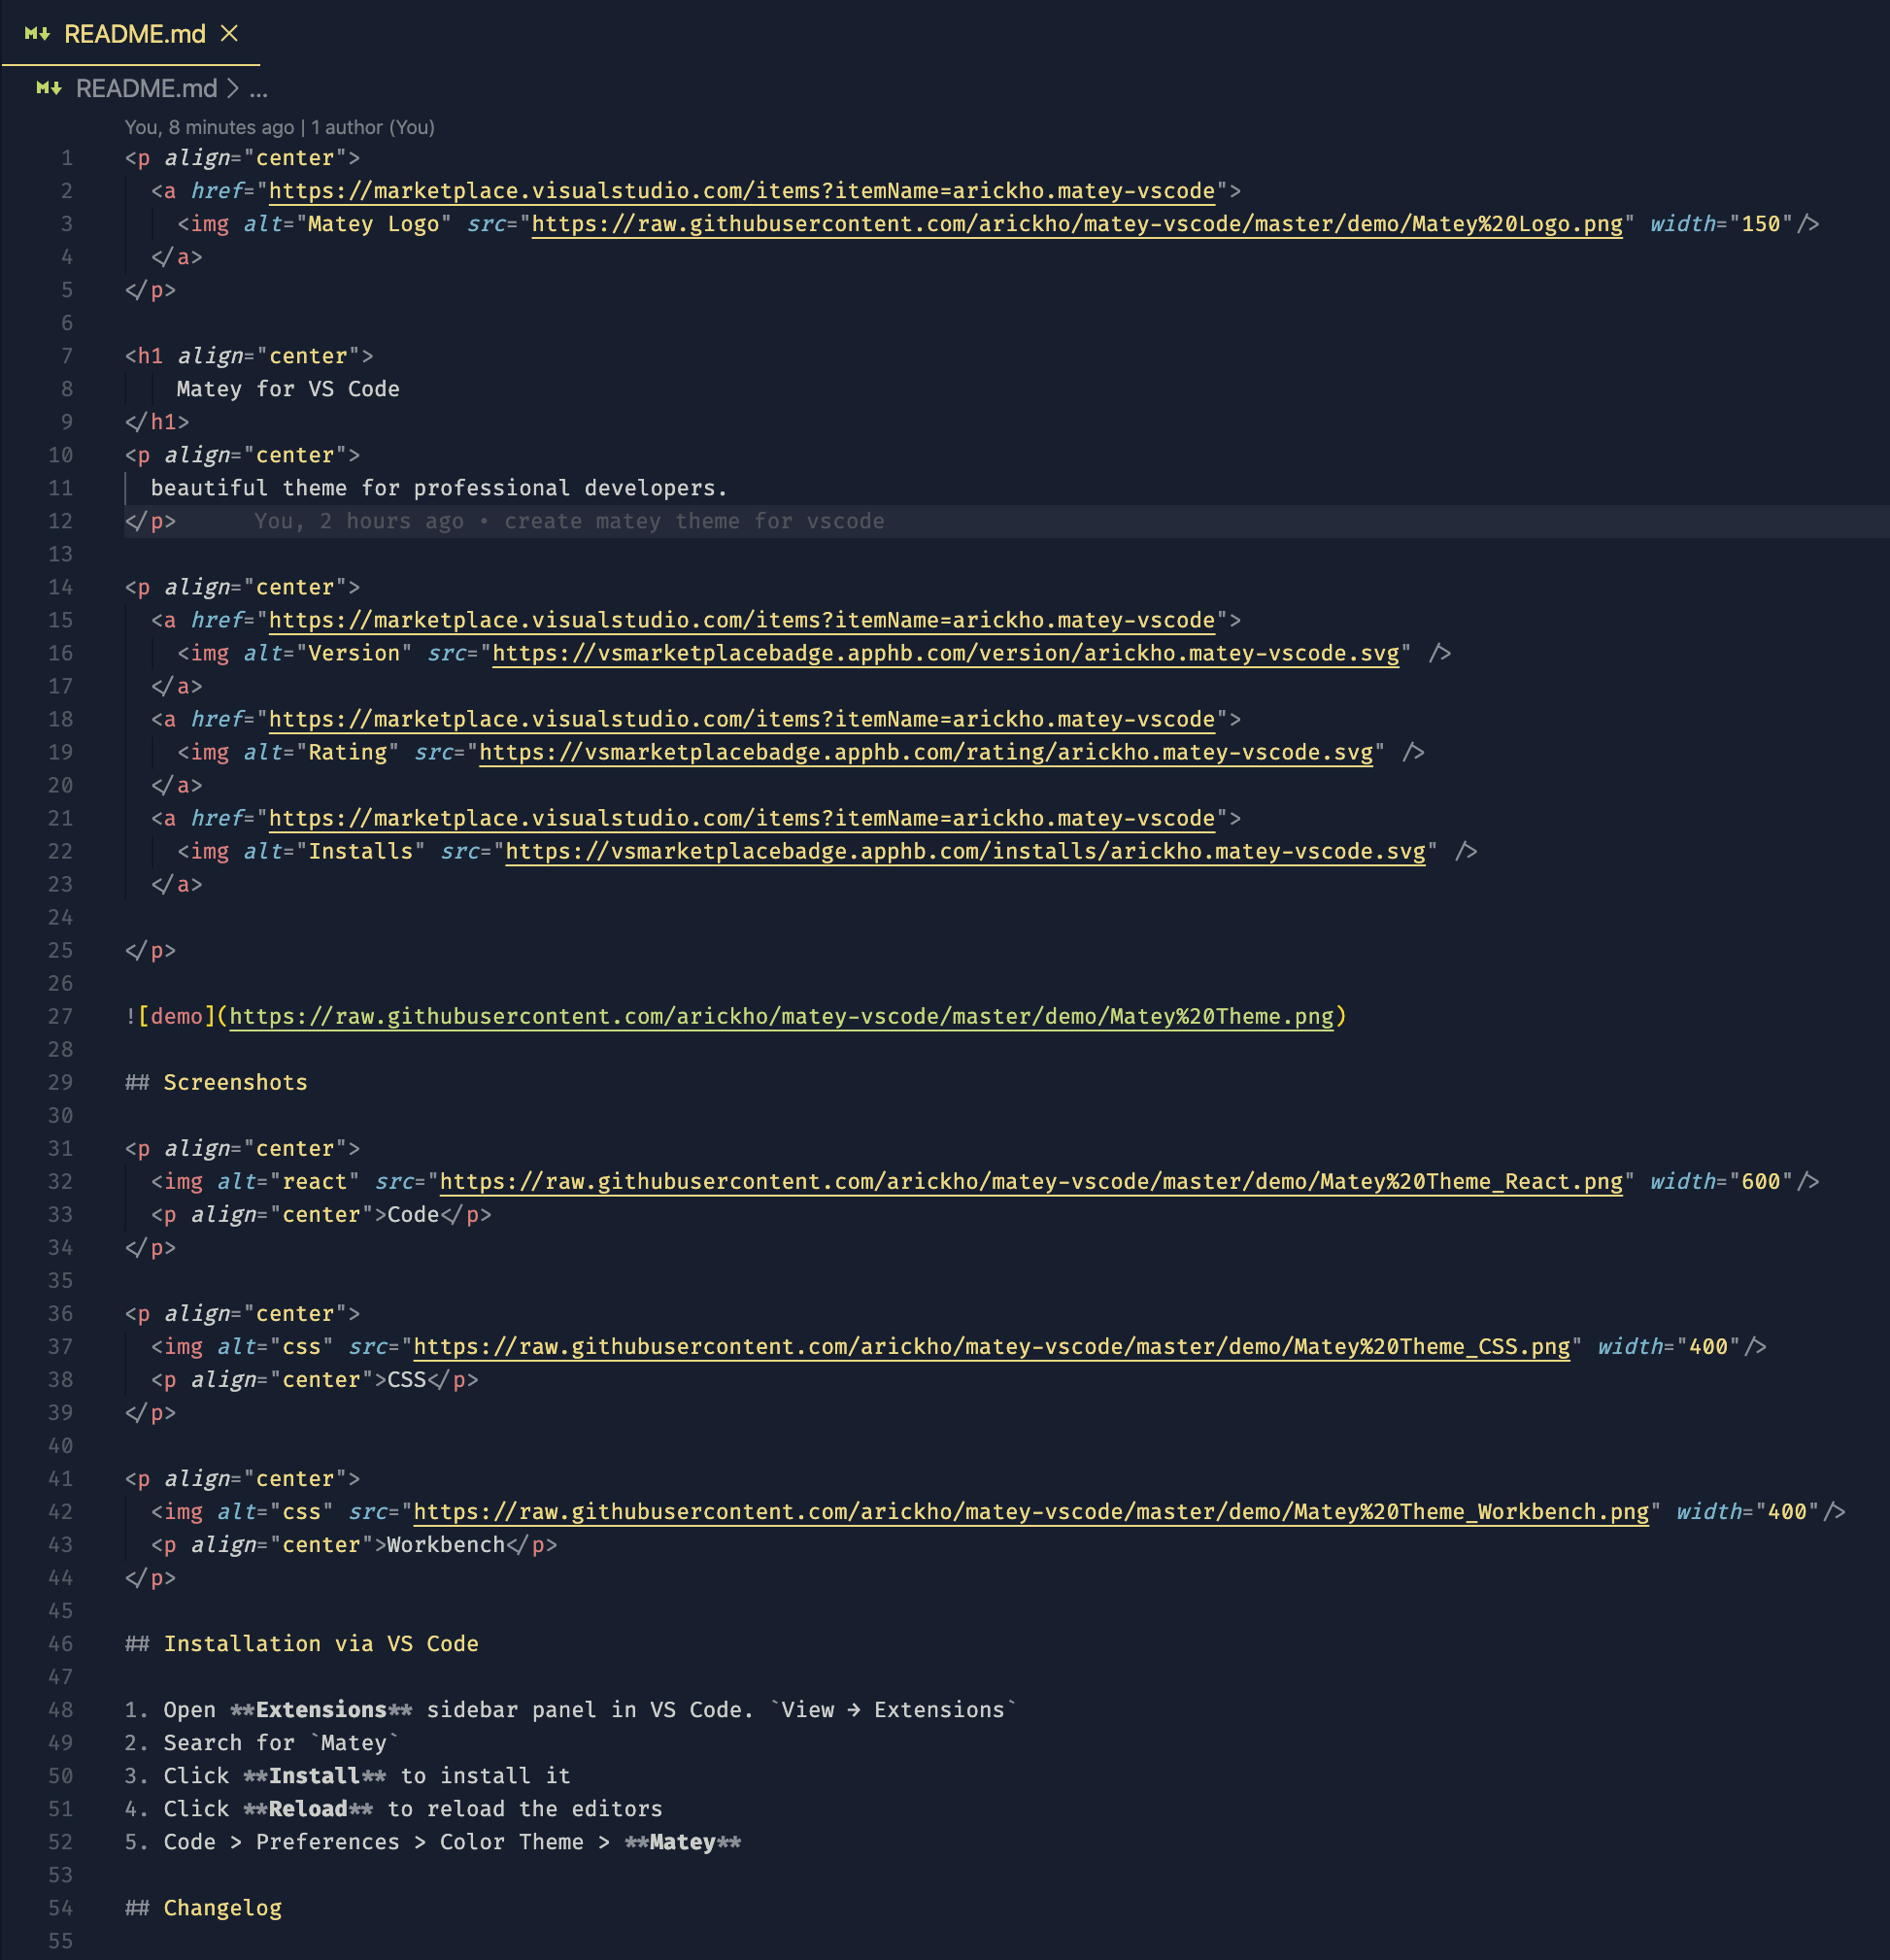 README.md
README.md > ...
You, 8 minutes ago | 1 author (You)
1 <p align="center">
2   <a href="https://marketplace.visualstudio.com/items?itemName=arickho.matey-vscode">
3     <img alt="Matey Logo" src="https://raw.githubusercontent.com/arickho/matey-vscode/master/demo/Matey%20Logo.png" width="150"/>
4   </a>
5 </p>
6
7 <h1 align="center">
8     Matey for VS Code
9 </h1>
10 <p align="center">
11   beautiful theme for professional developers.
12 </p>      You, 2 hours ago • create matey theme for vscode
13
14 <p align="center">
15   <a href="https://marketplace.visualstudio.com/items?itemName=arickho.matey-vscode">
16     <img alt="Version" src="https://vsmarketplacebadge.apphb.com/version/arickho.matey-vscode.svg" />
17   </a>
18   <a href="https://marketplace.visualstudio.com/items?itemName=arickho.matey-vscode">
19     <img alt="Rating" src="https://vsmarketplacebadge.apphb.com/rating/arickho.matey-vscode.svg" />
20   </a>
21   <a href="https://marketplace.visualstudio.com/items?itemName=arickho.matey-vscode">
22     <img alt="Installs" src="https://vsmarketplacebadge.apphb.com/installs/arickho.matey-vscode.svg" />
23   </a>
24
25 </p>
26
27 ![demo](https://raw.githubusercontent.com/arickho/matey-vscode/master/demo/Matey%20Theme.png)
28
29 ## Screenshots
30
31 <p align="center">
32   <img alt="react" src="https://raw.githubusercontent.com/arickho/matey-vscode/master/demo/Matey%20Theme_React.png" width="600"/>
33   <p align="center">Code</p>
34 </p>
35
36 <p align="center">
37   <img alt="css" src="https://raw.githubusercontent.com/arickho/matey-vscode/master/demo/Matey%20Theme_CSS.png" width="400"/>
38   <p align="center">CSS</p>
39 </p>
40
41 <p align="center">
42   <img alt="css" src="https://raw.githubusercontent.com/arickho/matey-vscode/master/demo/Matey%20Theme_Workbench.png" width="400"/>
43   <p align="center">Workbench</p>
44 </p>
45
46 ## Installation via VS Code
47
48 1. Open **Extensions** sidebar panel in VS Code. `View → Extensions`
49 2. Search for `Matey`
50 3. Click **Install** to install it
51 4. Click **Reload** to reload the editors
52 5. Code > Preferences > Color Theme > **Matey**
53
54 ## Changelog
55